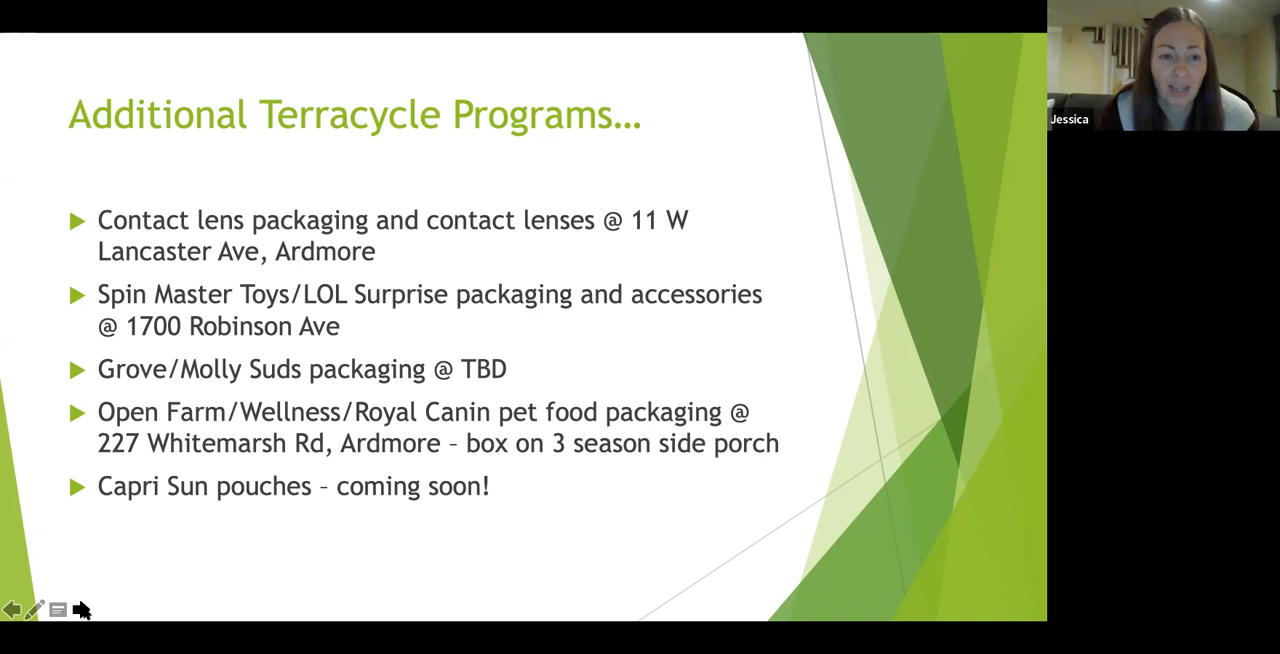 Additional Terracycle Programs…
Contact lens packaging and contact lenses @ 11 W
Lancaster Ave, Ardmore
Spin Master Toys/LOL Surprise packaging and accessories
@ 1700 Robinson Ave
Grove/Molly Suds packaging @ TBD
Open Farm/Wellness/Royal Canin pet food packaging @
227 Whitemarsh Rd, Ardmore – box on 3 season side porch
Capri Sun pouches – coming soon!
Jessica